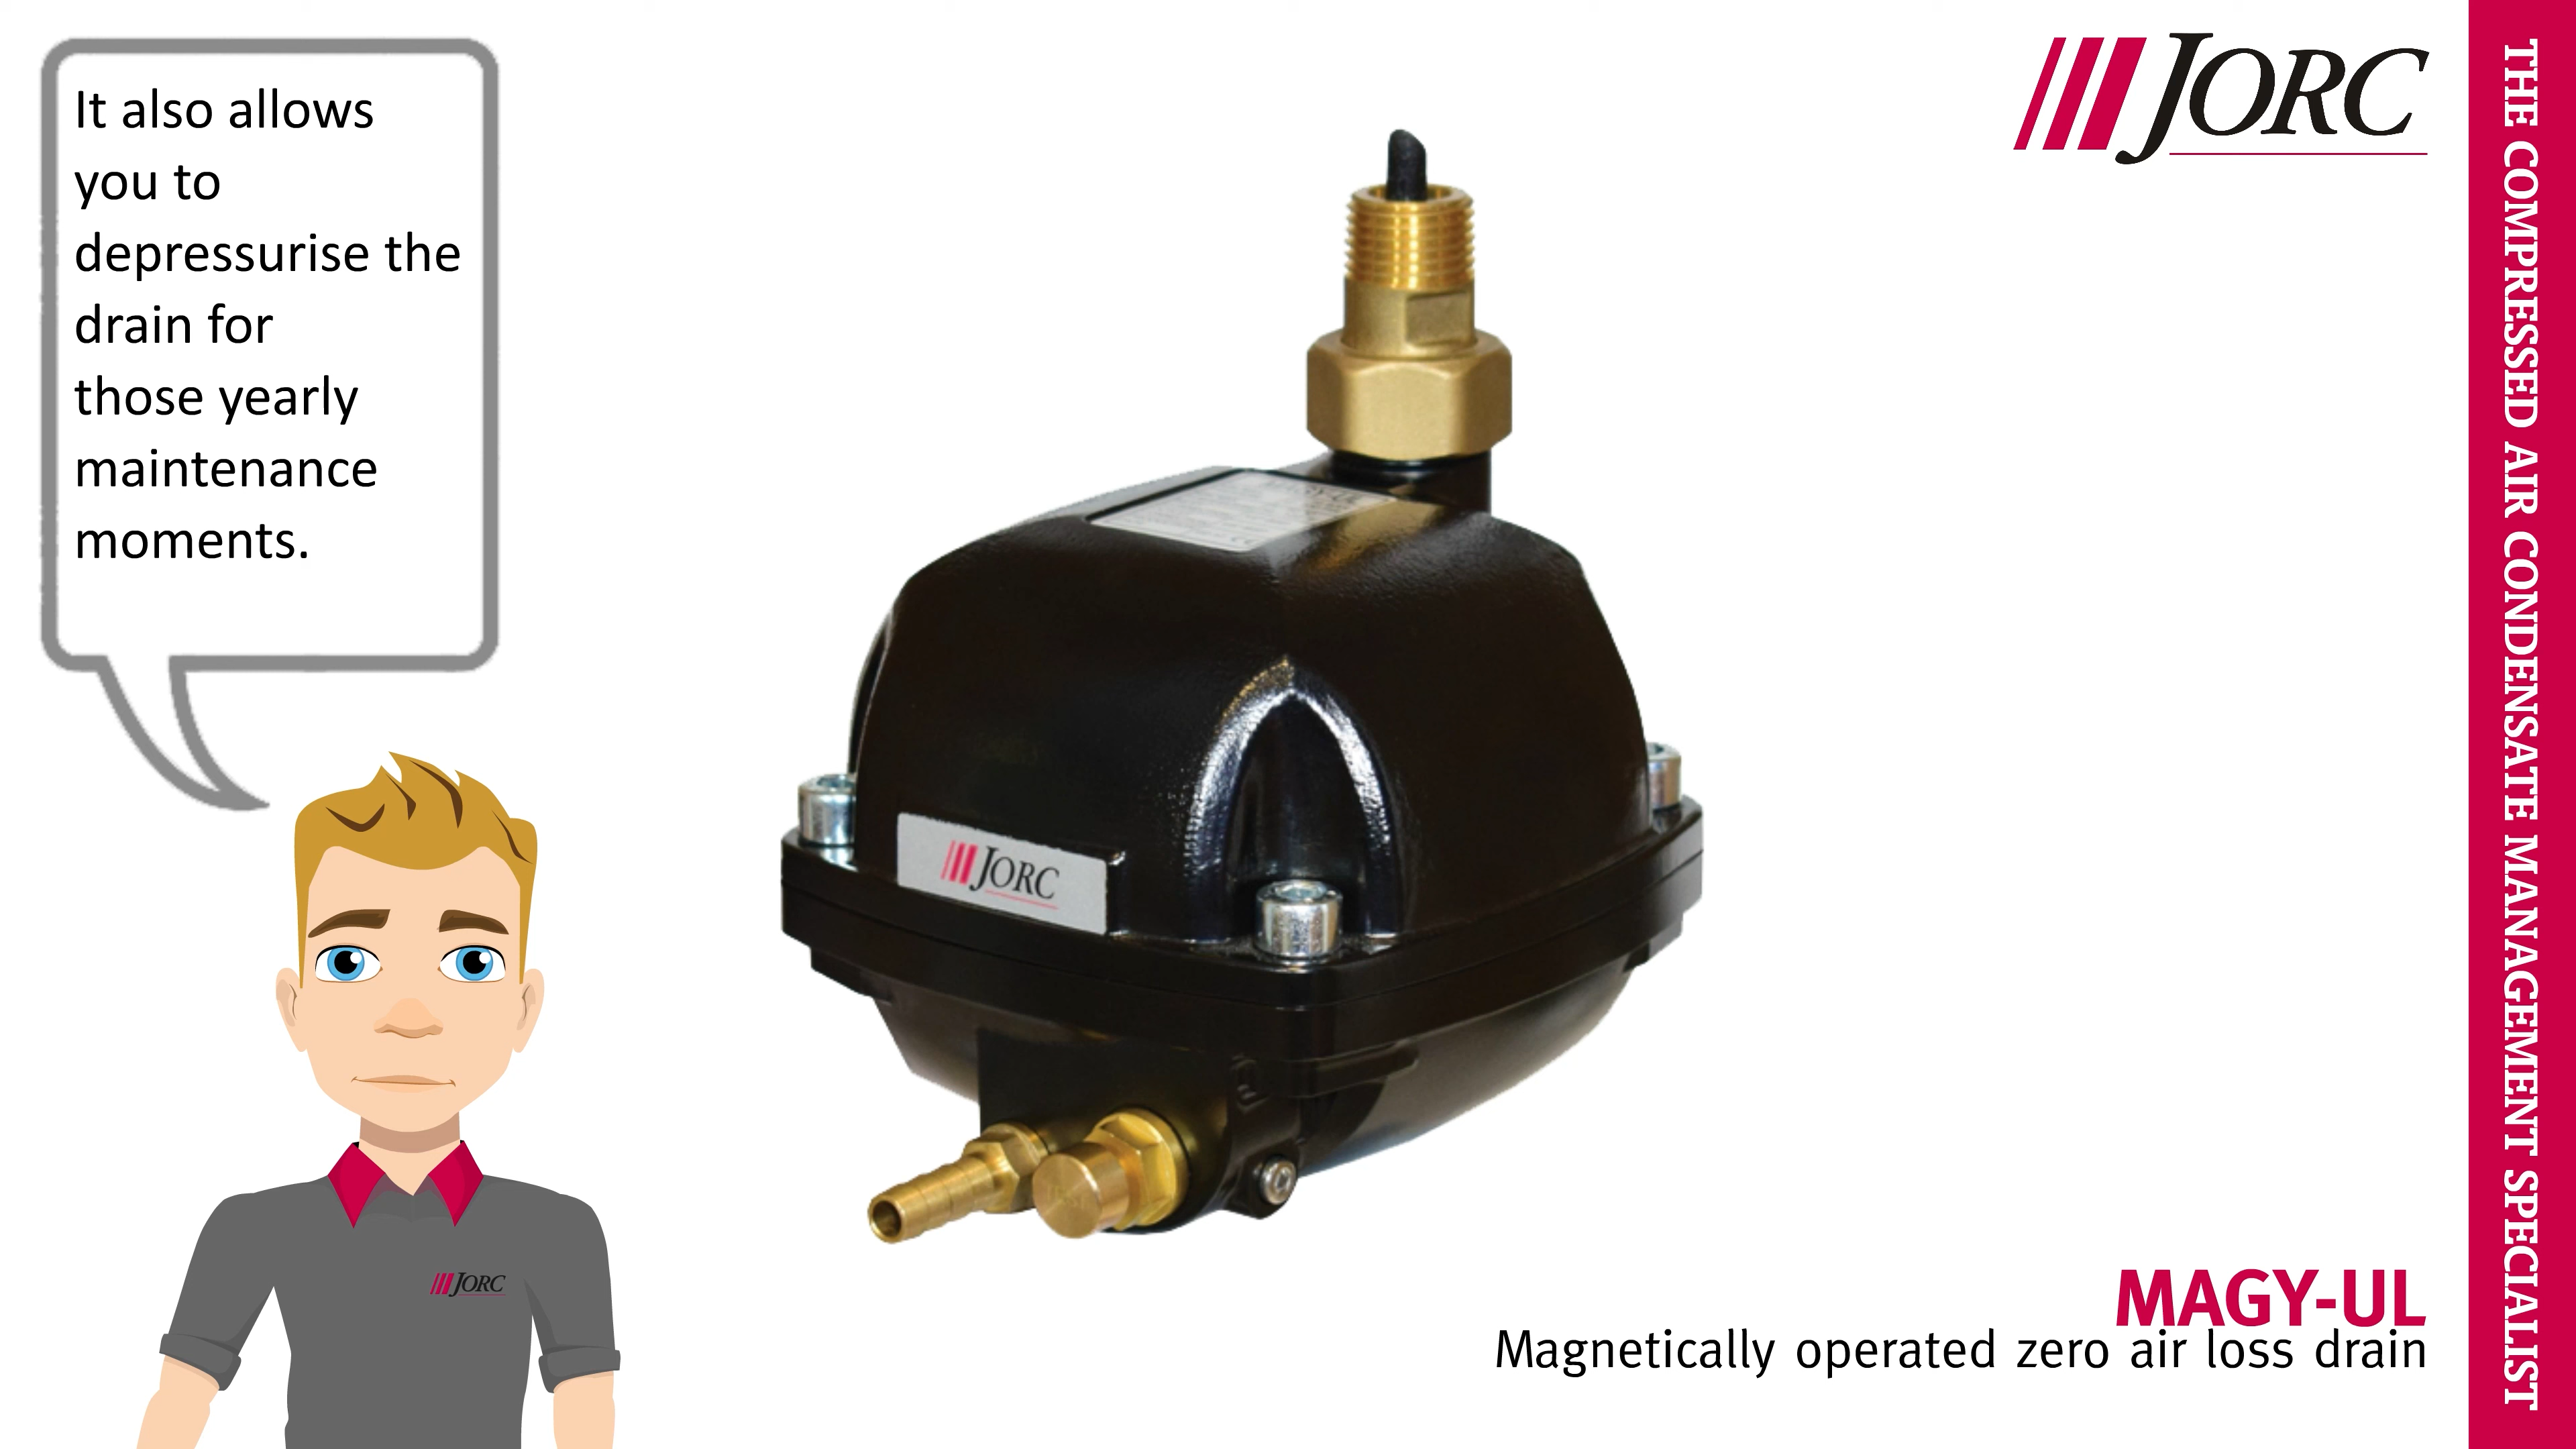 It also allows
you to
depressurise the
drain for
those yearly
maintenance
moments.
JORC
JORC
JORC
MAGY-UL
Magnetically operated zero air loss drain
THE COMPRESSED AIR CONDENSATE MANAGEMENT SPECIALIST